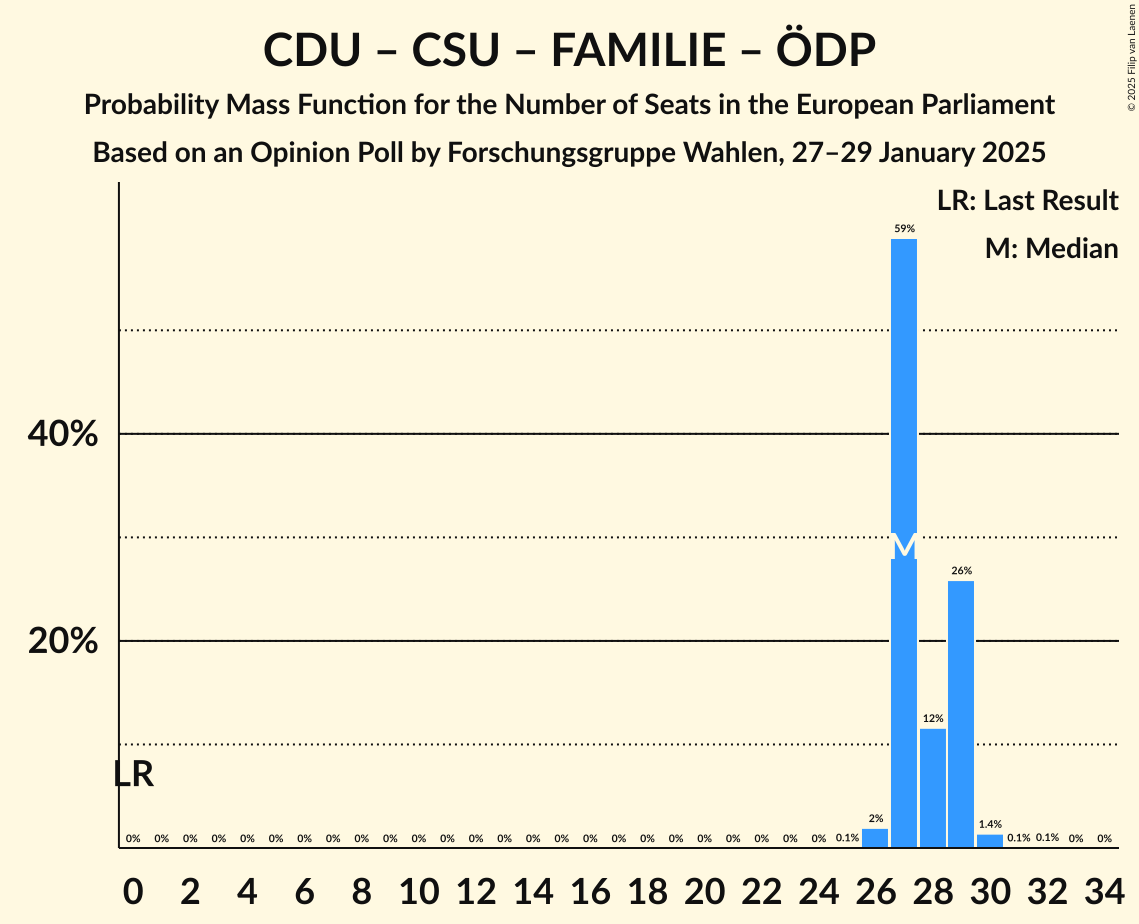 CDU – CSU – FAMILIE – ÖDP
Probability Mass Function for the Number of Seats in the European Parliament
Based on an Opinion Poll by Forschungsgruppe Wahlen, 27–29 January 2025
© 2025 Filip van Laenen
LR: Last Result
M: Median
59%
40%
M
26%
20%
12%
LR
0% 0% 0% 0% 0% 0% 0% 0% 0% 0% 0% 0% 0% 0% 0% 0% 0% 0% 0% 0% 0% 0% 0% 0% 0% 0.1% 2% 1.4% 0.1% 0.1% 0% 0%
0 2 4 6 8 10 12 14 16 18 20 22 24 26 28 30 32 34